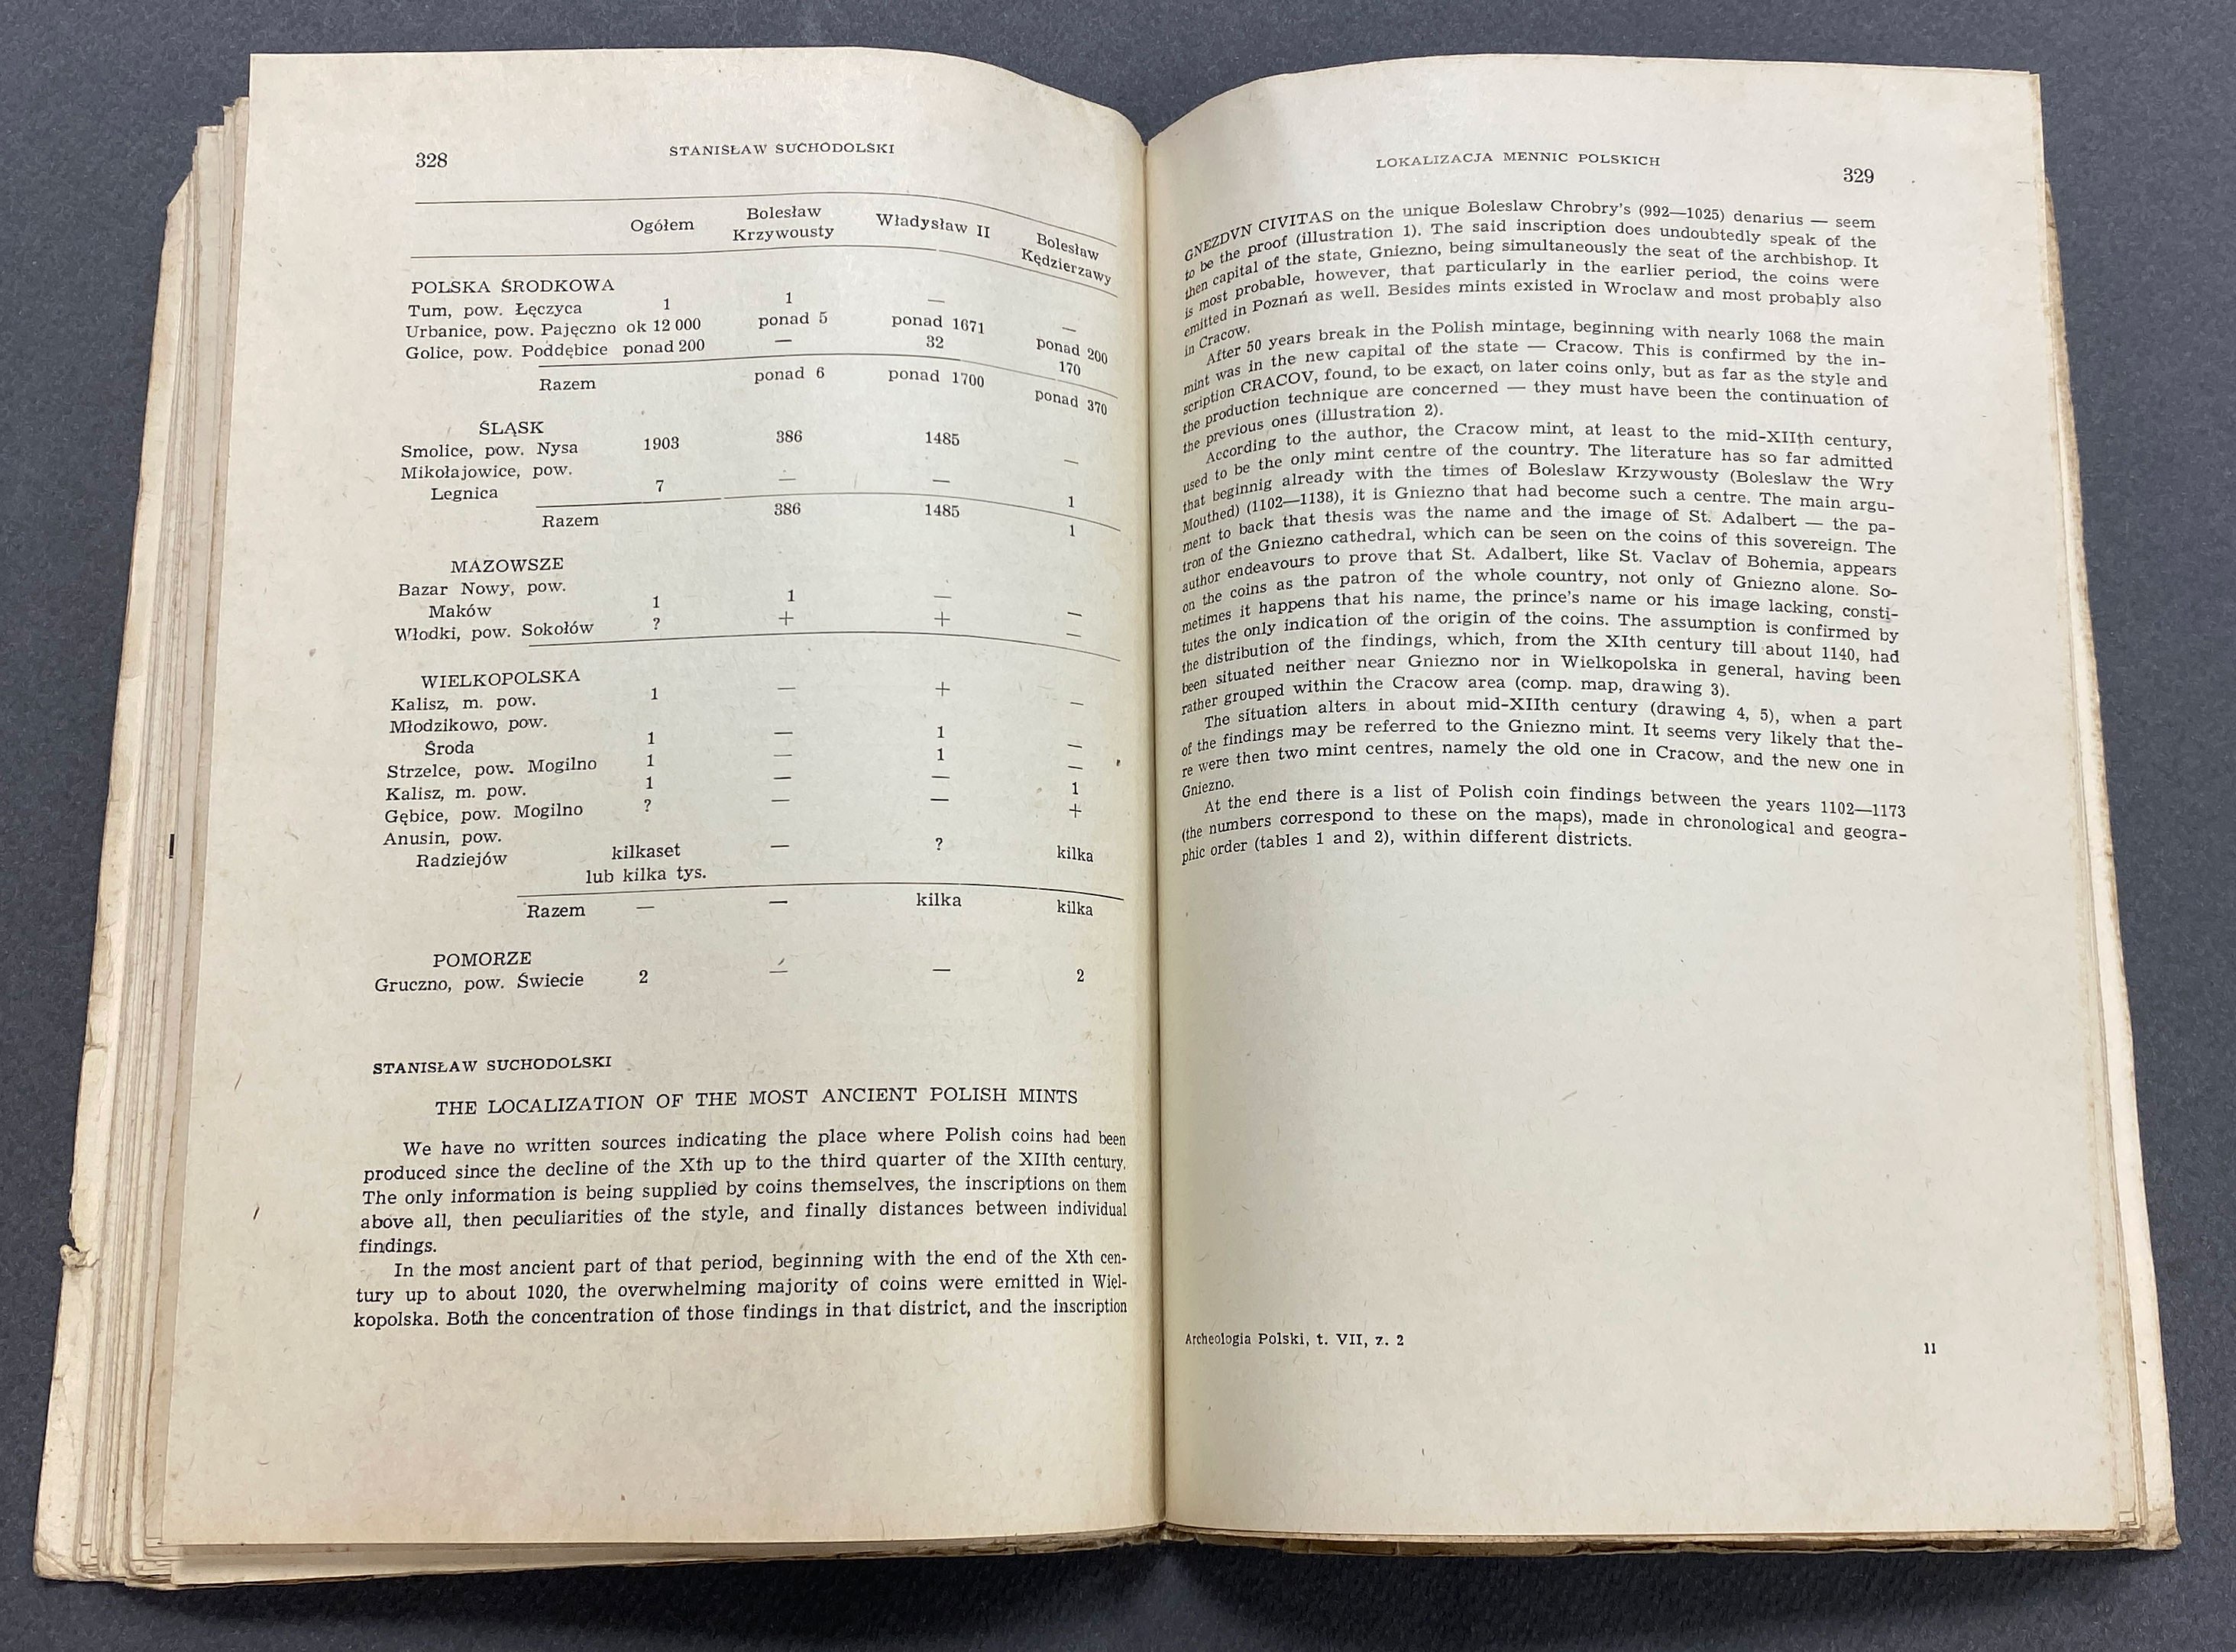 328
STANISŁAW SUCHODOLSKI
Ogółem Bolesław Krzywousty Władysław II Bolesław Kędzierzawy
POLSKA ŚRODKOWA
Tum, pow. Łęczyca 1 1 — —
Urbanice, pow. Pajęczno ok 12 000 ponad 5 ponad 1671 ponad 200
Golice, pow. Poddębice ponad 200 — 32 170
Razem ponad 6 ponad 1700 ponad 370
ŚLĄSK
Smolice, pow. Nysa 1903 386 1485 —
Mikołajowice, pow.
Legnica 7 — — 1
Razem 386 1485 1
MAZOWSZE
Bazar Nowy, pow.
Maków 1 1 — —
Włodki, pow. Sokołów ? + + —
WIELKOPOLSKA
Kalisz, m. pow. 1 — + —
Młodzikowo, pow.
Środa 1 — 1 —
Strzelce, pow. Mogilno 1 — 1 —
Kalisz, m. pow. 1 — — 1
Gębice, pow. Mogilno ? — — +
Anusin, pow.
Radziejów kilkaset — ? kilka
lub kilka tys.
Razem — — kilka kilka
POMORZE
Gruczno, pow. Świecie 2 — — 2
STANISŁAW SUCHODOLSKI
THE LOCALIZATION OF THE MOST ANCIENT POLISH MINTS
We have no written sources indicating the place where Polish coins had been
produced since the decline of the Xth up to the third quarter of the XIIth century.
The only information is being supplied by coins themselves, the inscriptions on them
above all, then peculiarities of the style, and finally distances between individual
findings.
In the most ancient part of that period, beginning with the end of the Xth cen-
tury up to about 1020, the overwhelming majority of coins were emitted in Wiel-
kopolska. Both the concentration of those findings in that district, and the inscription
LOKALIZACJA MENNIC POLSKICH
329
GNEZDVN CIVITAS on the unique Boleslaw Chrobry's (992—1025) denarius — seem
to be the proof (illustration 1). The said inscription does undoubtedly speak of the
then capital of the state, Gniezno, being simultaneously the seat of the archbishop. It
is most probable, however, that particularly in the earlier period, the coins were
emitted in Poznań as well. Besides mints existed in Wroclaw and most probably also
in Cracow.
After 50 years break in the Polish mintage, beginning with nearly 1068 the main
mint was in the new capital of the state — Cracow. This is confirmed by the in-
scription CRACOV, found, to be exact, on later coins only, but as far as the style and
the production technique are concerned — they must have been the continuation of
the previous ones (illustration 2).
According to the author, the Cracow mint, at least to the mid-XIIth century,
used to be the only mint centre of the country. The literature has so far admitted
that beginnig already with the times of Boleslaw Krzywousty (Boleslaw the Wry
Mouthed) (1102—1138), it is Gniezno that had become such a centre. The main argu-
ment to back that thesis was the name and the image of St. Adalbert — the pa-
tron of the Gniezno cathedral, which can be seen on the coins of this sovereign. The
author endeavours to prove that St. Adalbert, like St. Vaclav of Bohemia, appears
on the coins as the patron of the whole country, not only of Gniezno alone. So-
metimes it happens that his name, the prince's name or his image lacking, consti-
tutes the only indication of the origin of the coins. The assumption is confirmed by
the distribution of the findings, which, from the XIth century till about 1140, had
been situated neither near Gniezno nor in Wielkopolska in general, having been
rather grouped within the Cracow area (comp. map, drawing 3).
The situation alters in about mid-XIIth century (drawing 4, 5), when a part
of the findings may be referred to the Gniezno mint. It seems very likely that the-
re were then two mint centres, namely the old one in Cracow, and the new one in
Gniezno.
At the end there is a list of Polish coin findings between the years 1102—1173
(the numbers correspond to these on the maps), made in chronological and geogra-
phic order (tables 1 and 2), within different districts.
Archeologia Polski, t. VII, z. 2
11